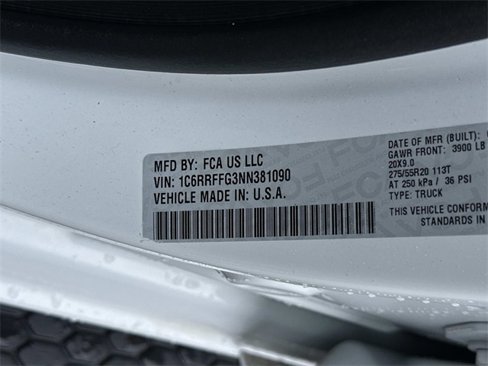 MFD BY: FCA US LLC
VIN: 1C6RRFFG3NN381090
VEHICLE MADE IN: U.S.A.
DATE OF MFR (BUILT):
GAWR FRONT: 3900 LB
20X9.0
275/55R20 113T
AT 250 kPa / 36 PSI
TYPE: TRUCK
THIS VEHICLE CONFORM
STANDARDS IN